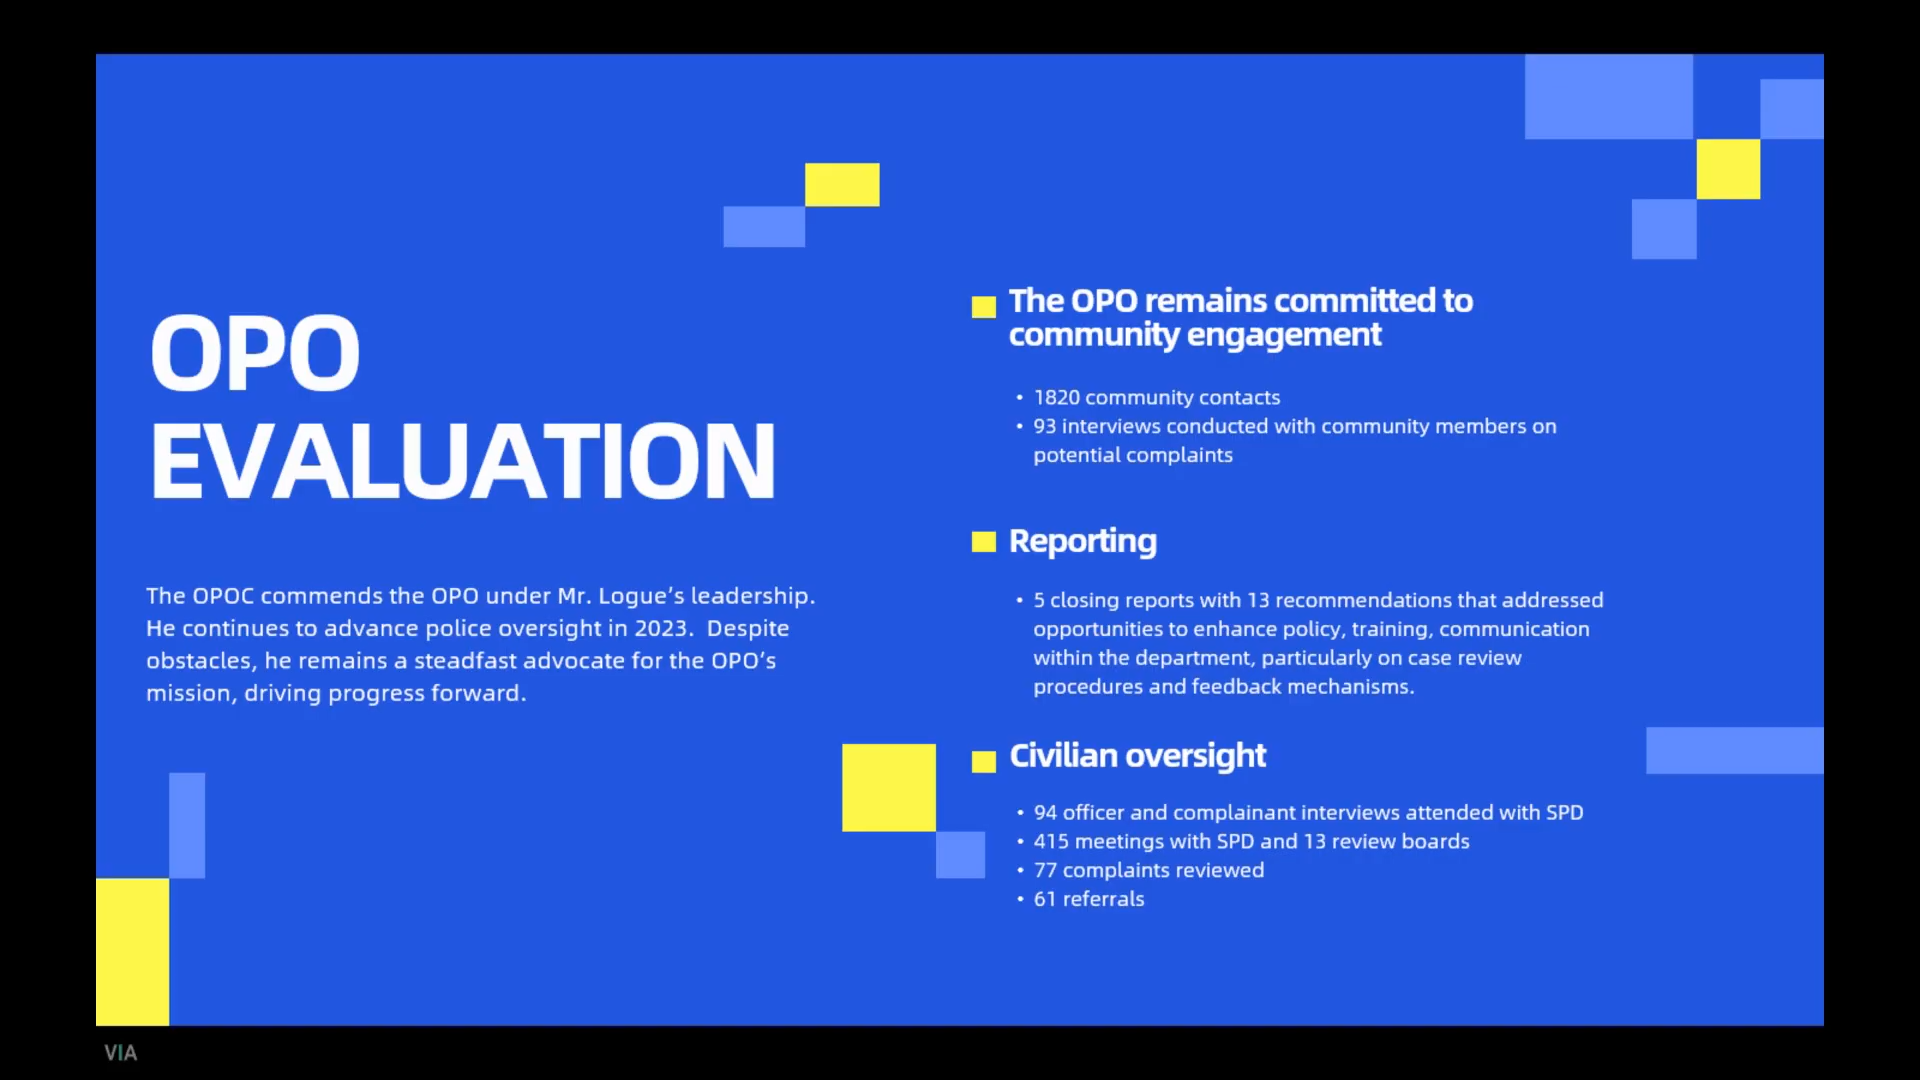 OPO
EVALUATION
The OPOC commends the OPO under Mr. Logue’s leadership.
He continues to advance police oversight in 2023.  Despite
obstacles, he remains a steadfast advocate for the OPO’s
mission, driving progress forward.
The OPO remains committed to
community engagement
• 1820 community contacts
• 93 interviews conducted with community members on
potential complaints
Reporting
• 5 closing reports with 13 recommendations that addressed
opportunities to enhance policy, training, communication
within the department, particularly on case review
procedures and feedback mechanisms.
Civilian oversight
• 94 officer and complainant interviews attended with SPD
• 415 meetings with SPD and 13 review boards
• 77 complaints reviewed
• 61 referrals
VIA